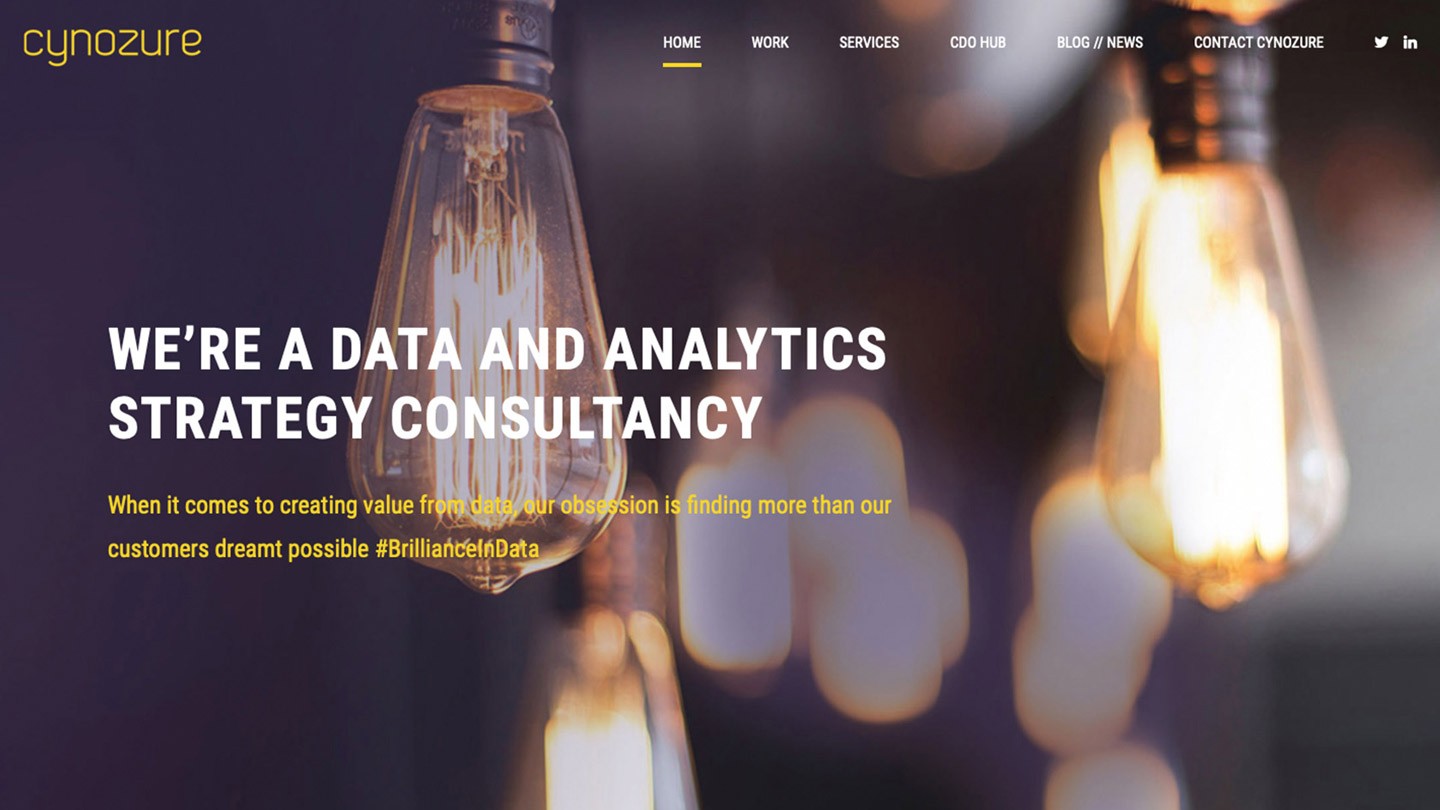 cynozure
HOME WORK SERVICES CDO HUB BLOG // NEWS CONTACT CYNOZURE
WE’RE A DATA AND ANALYTICS
STRATEGY CONSULTANCY
When it comes to creating value from data, our obsession is finding more than our
customers dreamt possible #BrillianceInData